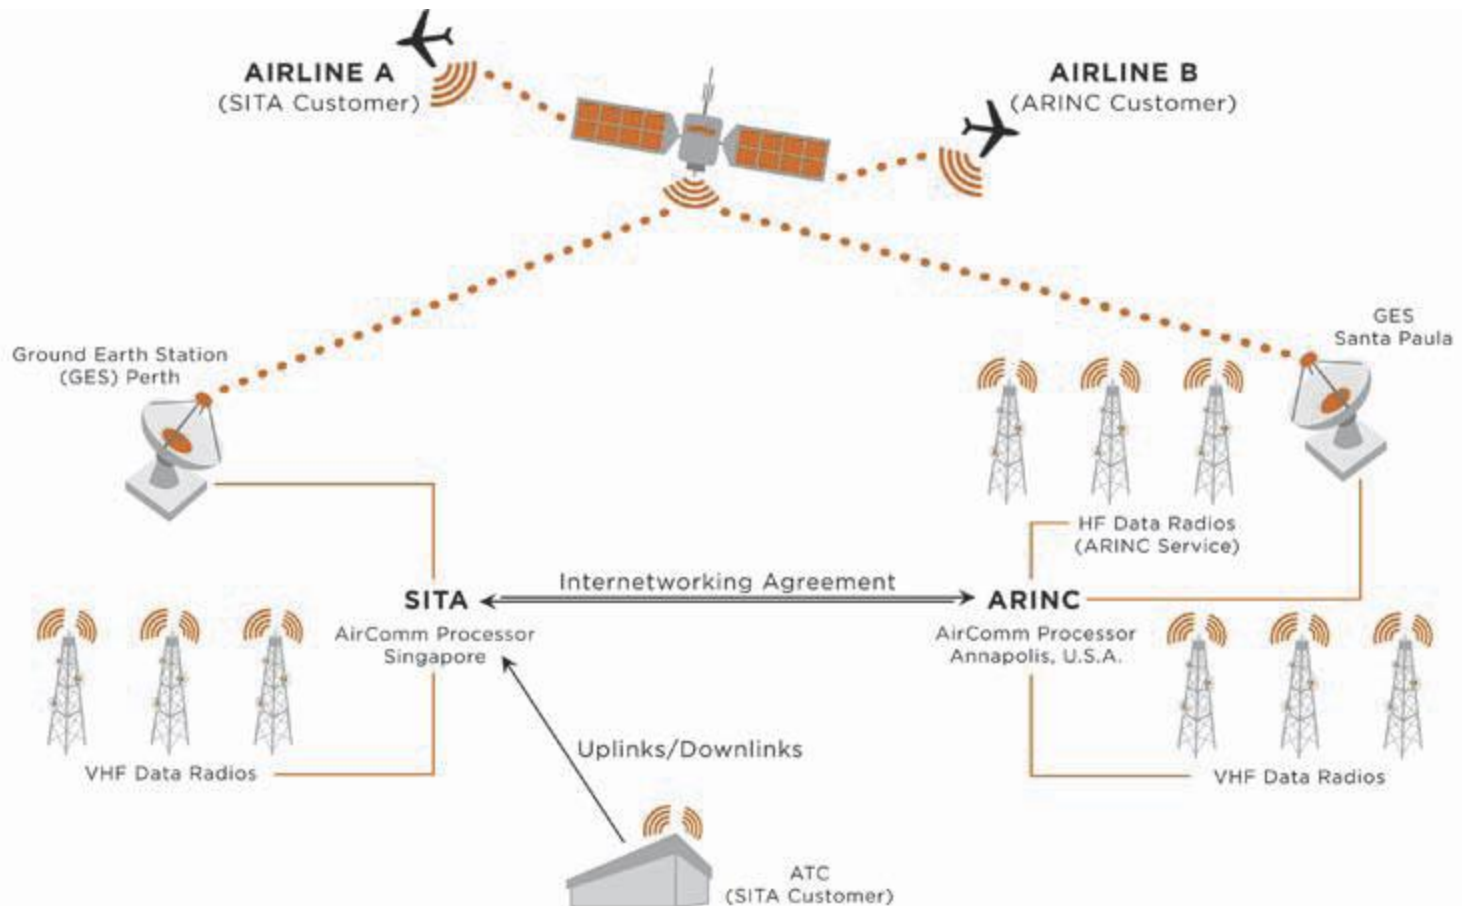 AIRLINE A
(SITA Customer)
AIRLINE B
(ARINC Customer)
Ground Earth Station
(GES) Perth
GES
Santa Paula
HF Data Radios
(ARINC Service)
Internetworking Agreement
SITA
AirComm Processor
Singapore
ARINC
AirComm Processor
Annapolis, U.S.A.
Uplinks/Downlinks
VHF Data Radios
VHF Data Radios
ATC
(SITA Customer)